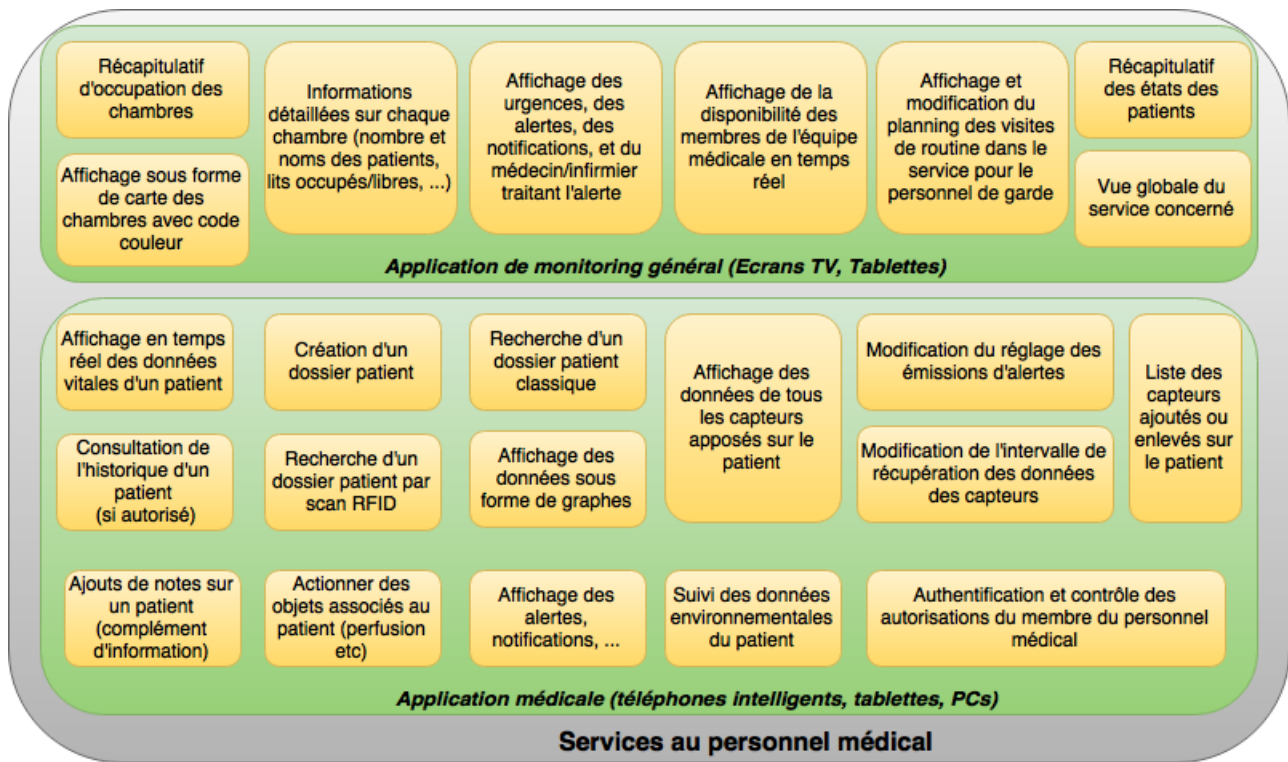 Récapitulatif
d'occupation des
chambres
Affichage sous forme
de carte des
chambres avec code
couleur
Informations
détaillées sur chaque
chambre (nombre et
noms des patients,
lits occupés/libres, ...)
Affichage des
urgences, des
alertes, des
notifications, et du
médecin/infirmier
traitant l'alerte
Affichage de la
disponibilité des
membres de l'équipe
médicale en temps
réel
Affichage et
modification du
planning des visites
de routine dans le
service pour le
personnel de garde
Récapitulatif
des états des
patients
Vue globale du
service concerné
Application de monitoring général (Ecrans TV, Tablettes)
Affichage en temps
réel des données
vitales d'un patient
Création d'un
dossier patient
Recherche d'un
dossier patient
classique
Affichage des
données de tous
les capteurs
apposés sur le
patient
Modification du réglage des
émissions d'alertes
Liste des
capteurs
ajoutés ou
enlevés sur
le patient
Consultation de
l'historique d'un
patient
(si autorisé)
Recherche d'un
dossier patient par
scan RFID
Affichage des
données sous
forme de graphes
Modification de l'intervalle de
récupération des données
des capteurs
Ajouts de notes sur
un patient
(complément
d'information)
Actionner des
objets associés au
patient (perfusion
etc)
Affichage des
alertes,
notifications, ...
Suivi des données
environnementales
du patient
Authentification et contrôle des
autorisations du membre du personnel
médical
Application médicale (téléphones intelligents, tablettes, PCs)
Services au personnel médical